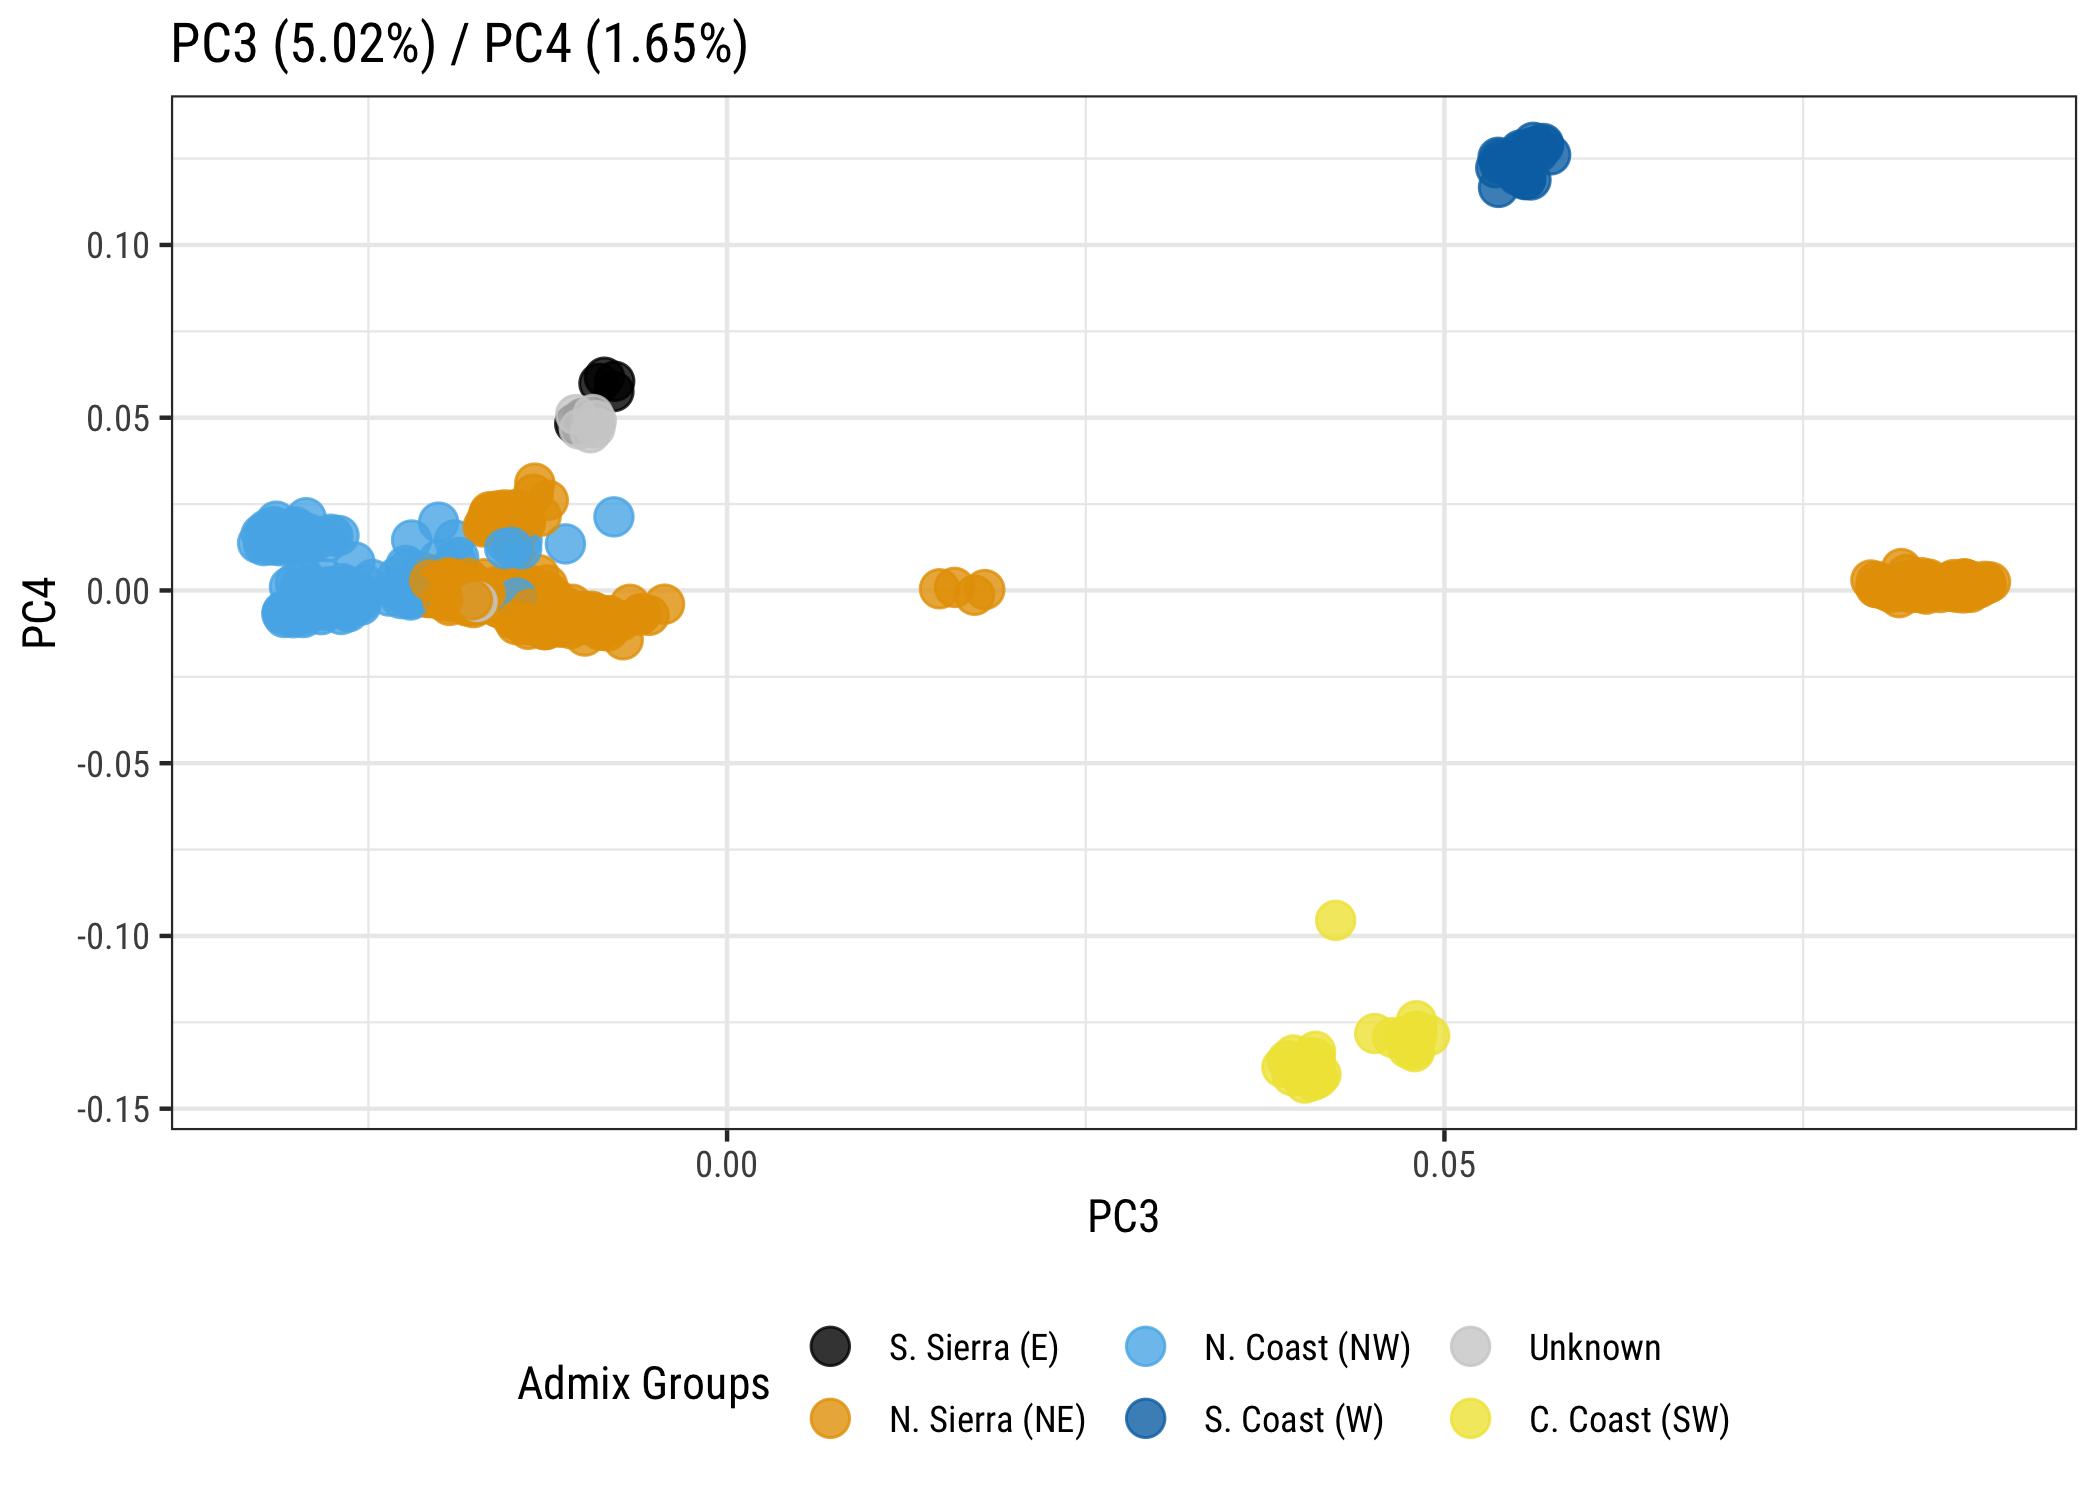 PC3 (5.02%) / PC4 (1.65%)
0.10
0.05
0.00
-0.05
-0.10
-0.15
PC4
0.00 0.05
PC3
Admix Groups
S. Sierra (E) N. Coast (NW) Unknown
N. Sierra (NE) S. Coast (W) C. Coast (SW)